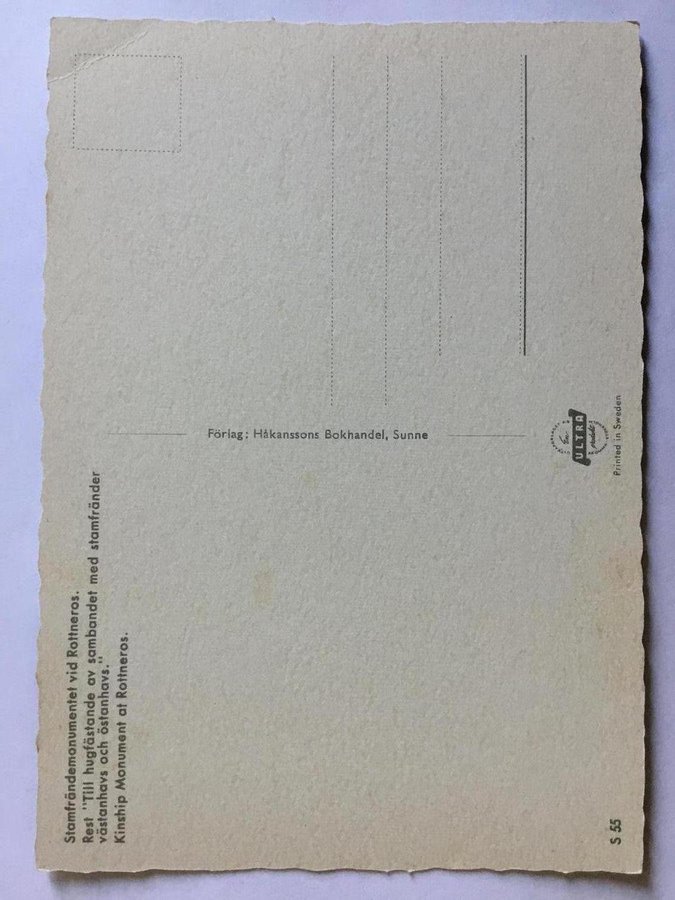 Stamfrändemonumentet vid Rottneros.
Rest "Till hugfästande av sambandet med stamfränder
västanhavs och östanhavs."
Kinship Monument at Rottneros.
Förlag: Håkanssons Bokhandel, Sunne
ULTRA
Printed in Sweden
S 55